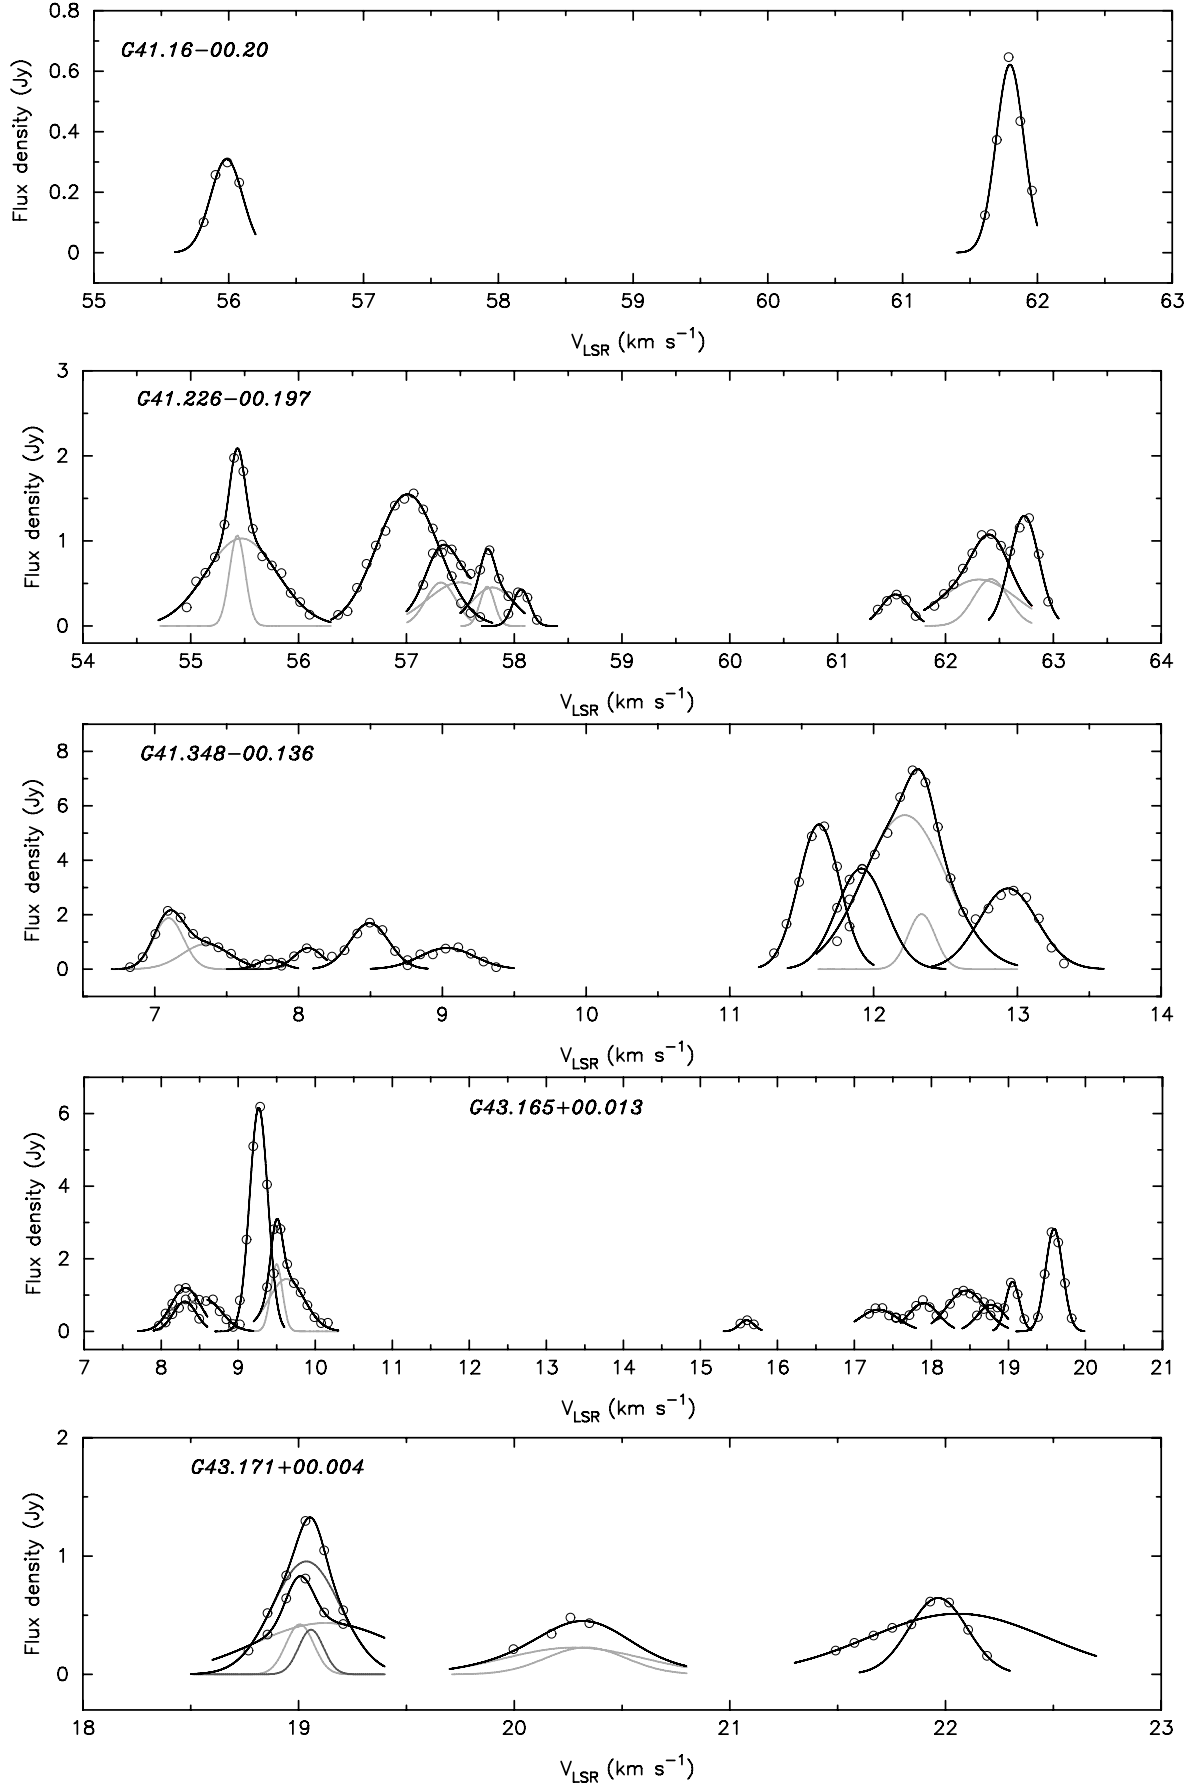 0.8
0.6
0.4
0.2
0
Flux density (Jy)
G41.16−00.20
55 56 57 58 59 60 61 62 63
V_LSR (km s⁻¹)
3
2
1
0
Flux density (Jy)
G41.226−00.197
54 55 56 57 58 59 60 61 62 63 64
V_LSR (km s⁻¹)
8
6
4
2
0
Flux density (Jy)
G41.348−00.136
7 8 9 10 11 12 13 14
V_LSR (km s⁻¹)
6
4
2
0
Flux density (Jy)
G43.165+00.013
7 8 9 10 11 12 13 14 15 16 17 18 19 20 21
V_LSR (km s⁻¹)
2
1
0
Flux density (Jy)
G43.171+00.004
18 19 20 21 22 23
V_LSR (km s⁻¹)